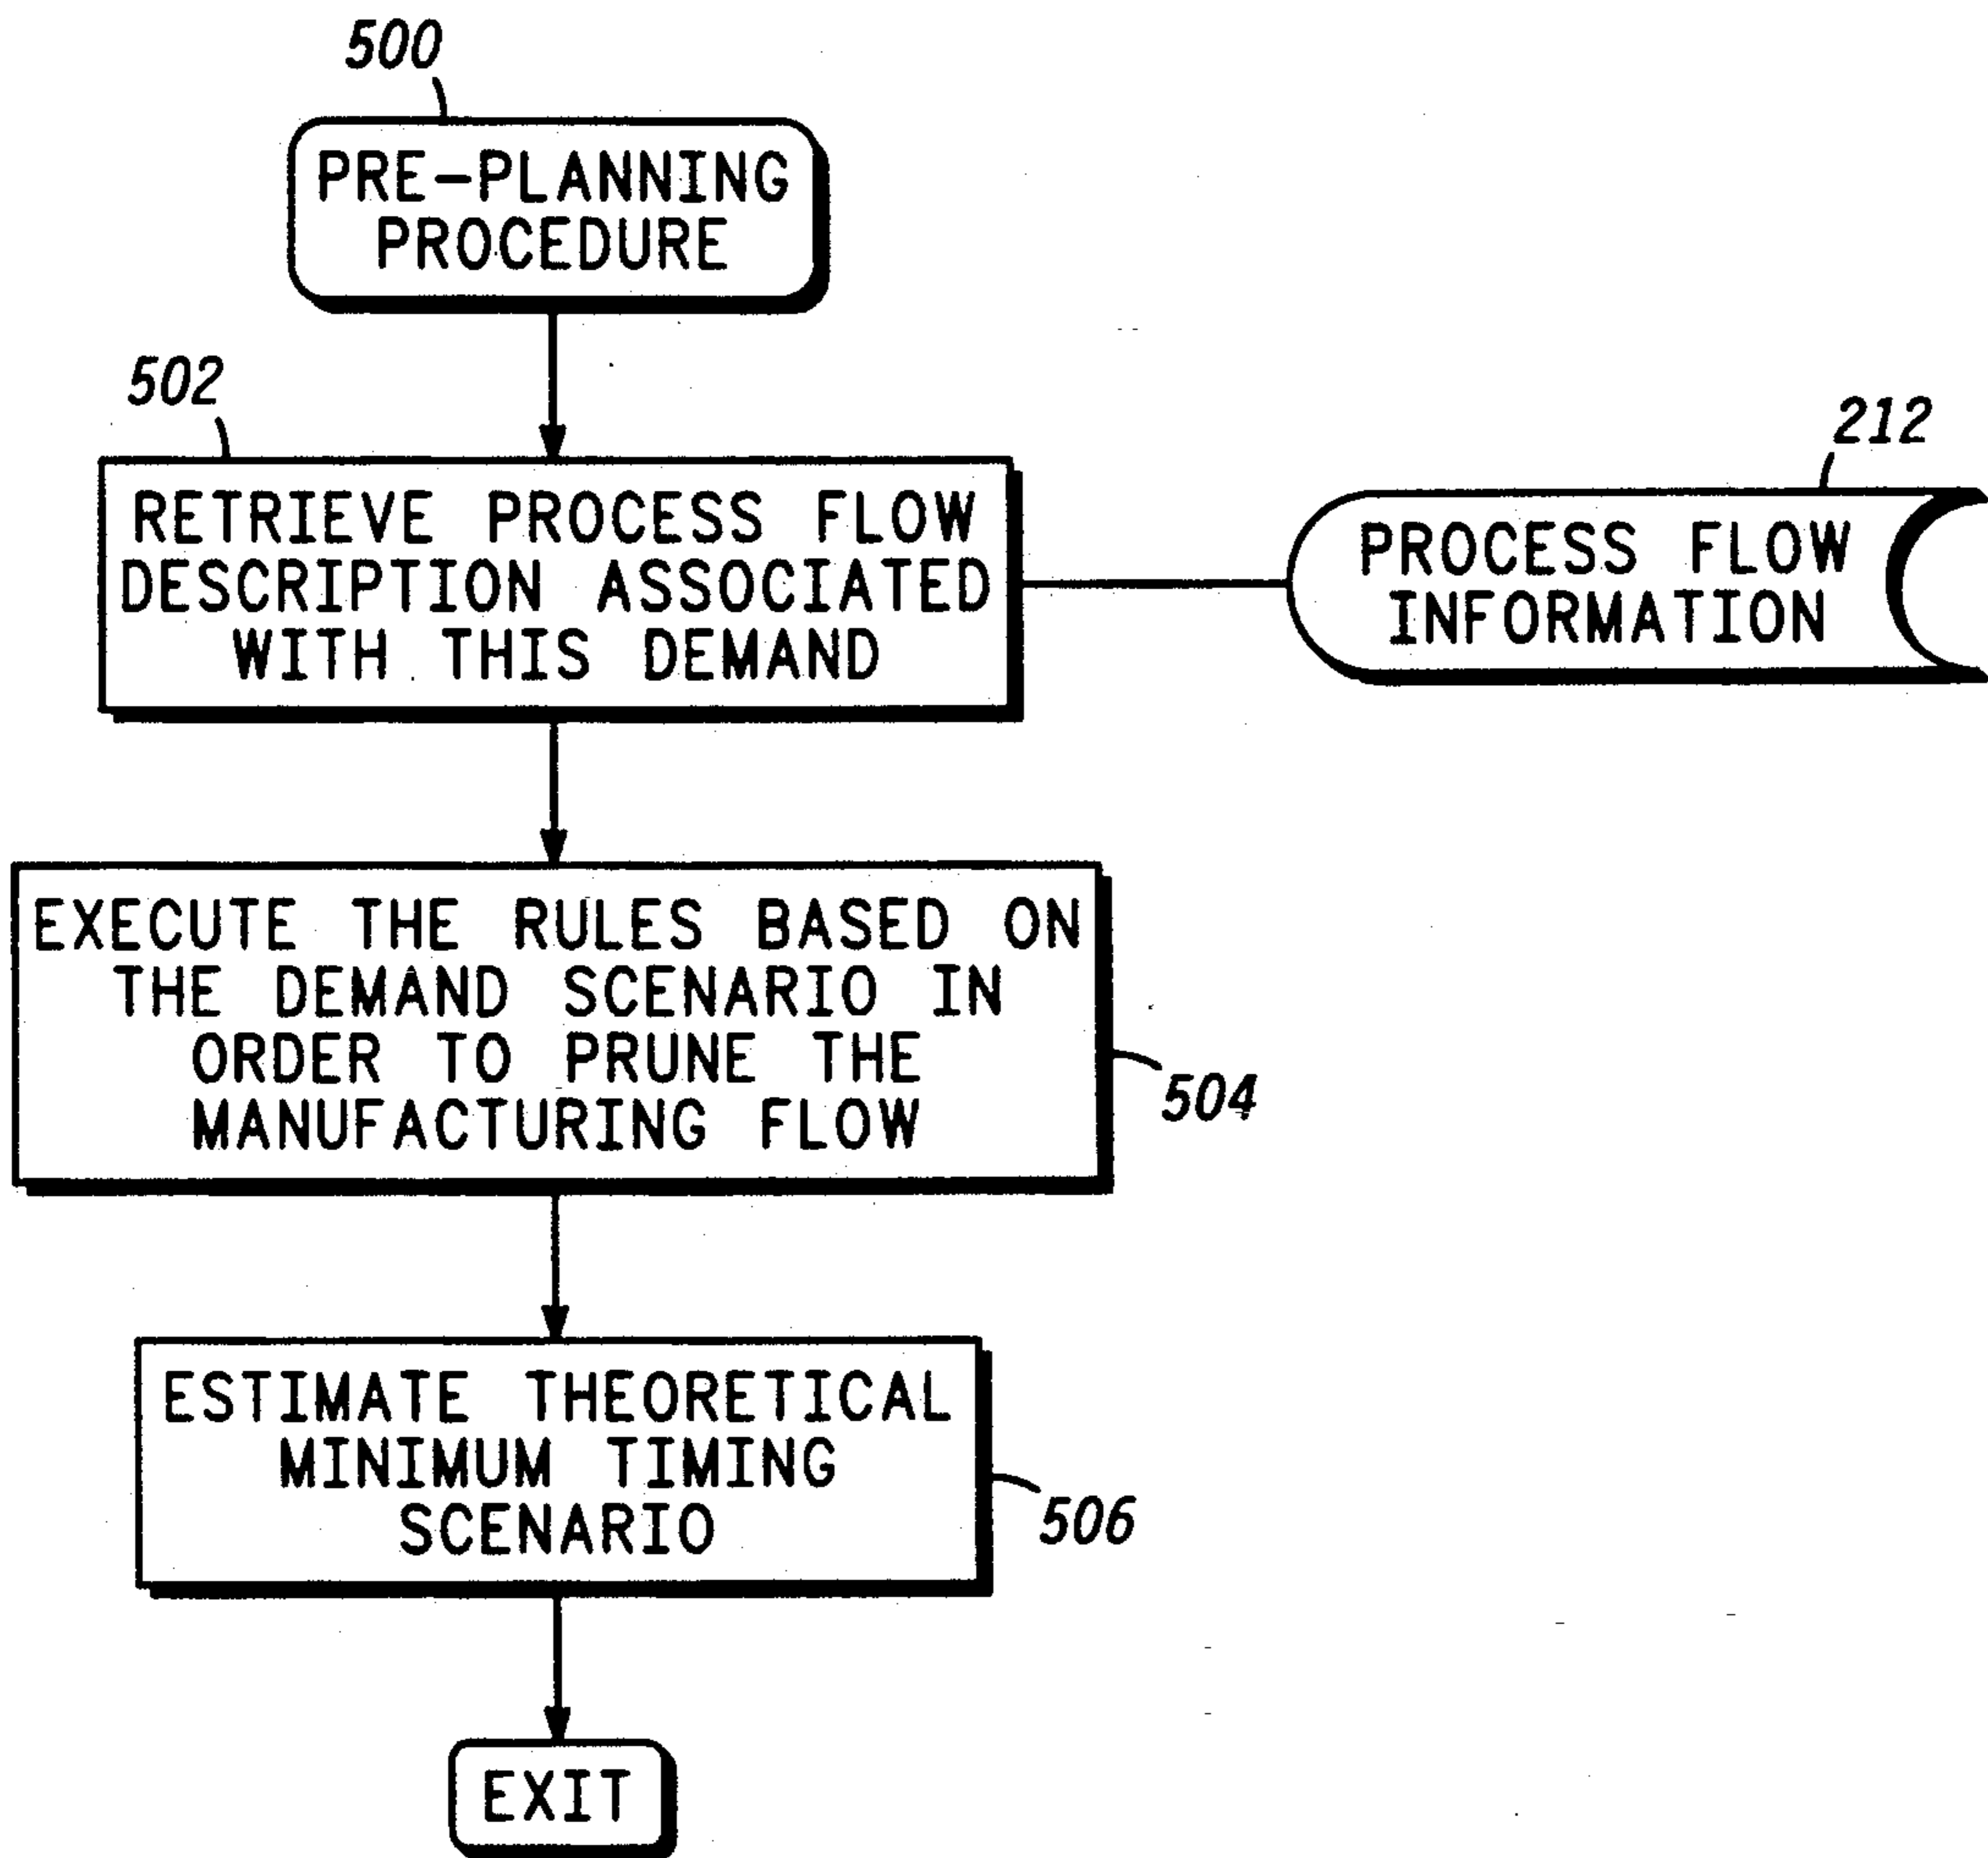 500
PRE-PLANNING
PROCEDURE
502
RETRIEVE PROCESS FLOW
DESCRIPTION ASSOCIATED
WITH THIS DEMAND
212
PROCESS FLOW
INFORMATION
EXECUTE THE RULES BASED ON
THE DEMAND SCENARIO IN
ORDER TO PRUNE THE
MANUFACTURING FLOW
504
ESTIMATE THEORETICAL
MINIMUM TIMING
SCENARIO
506
EXIT